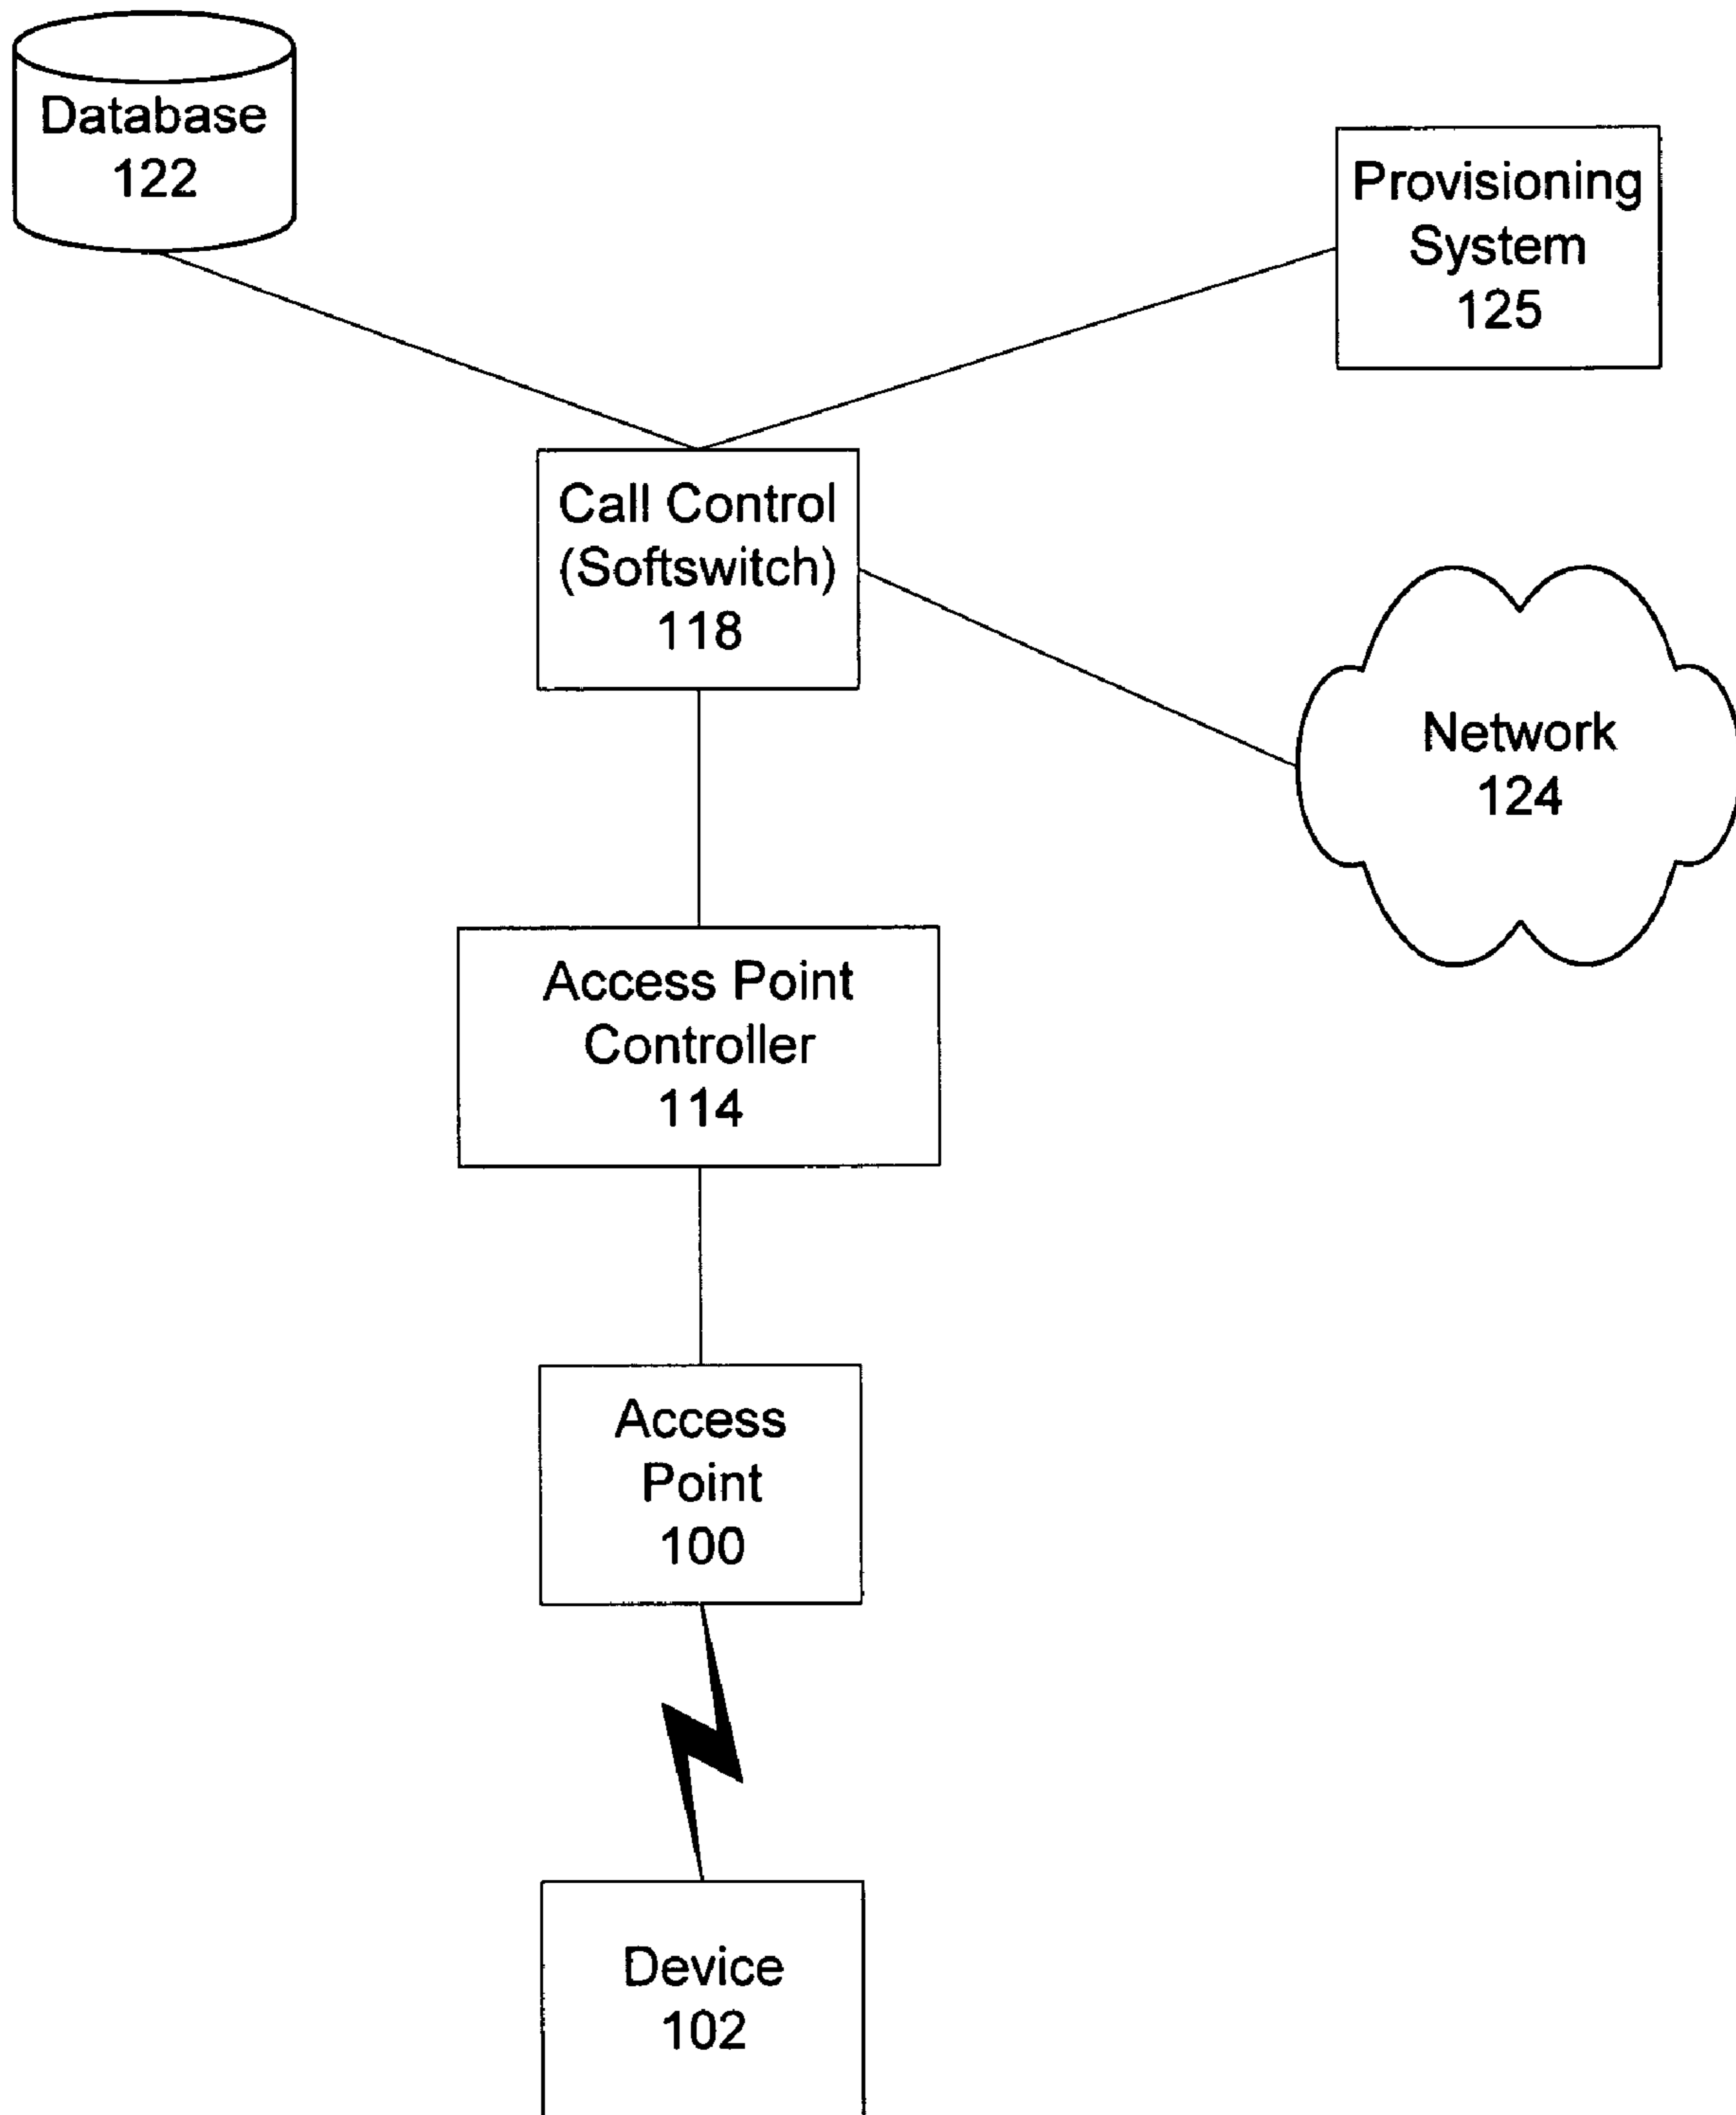 Database
122
Provisioning
System
125
Call Control
(Softswitch)
118
Network
124
Access Point
Controller
114
Access
Point
100
Device
102